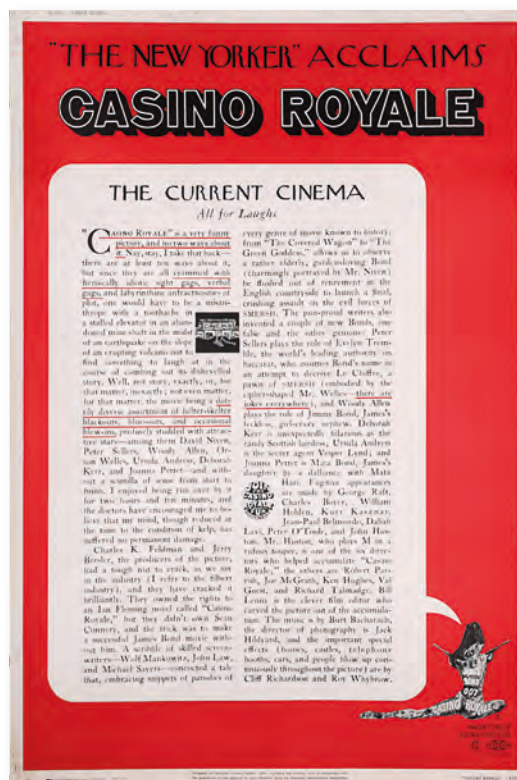 "THE NEW YORKER" ACCLAIMS
CASINO ROYALE
THE CURRENT CINEMA
All for Laughs
"CASINO ROYALE" is a very funny
picture, and no two ways about
it. Nay, stay, I take that back—
there are at least ten ways about it,
but since they are all crammed with
heroically idiotic sight gags, verbal
gags, and labyrinthine anfractuosities of
plot, one would have to be a misan-
thrope with a toothache in
a stalled elevator in an aban-
doned mine shaft in the midst
of an earthquake on the slope
of an erupting volcano not to
find something to laugh at in the
course of counting out its dishevelled
story. Well, not story, exactly, or, for
that matter, inexactly; not even matter,
for that matter, the movie being a
rely diverse assortment of helter-skelter
blackouts, blue-outs, and occasional
blow-ins, profusely studded with attrac-
tive stars—among them David Niven,
Peter Sellers, Woody Allen, Or-
son Welles, Ursula Andress, Deborah
Kerr, and Joanna Pettet—and with-
out a scintilla of sense from start to
finish. I enjoyed being run over by it
for two hours and ten minutes, and
the doctors have encouraged me to be-
lieve that my mind, though reduced at
the time to the condition of kelp, has
suffered no permanent damage.
Charles K. Feldman and Jerry
Bresler, the producers of the picture,
had a tough nut to crack, as we say
in the industry (I refer to the filbert
industry), and they have cracked it
brilliantly. They owned the rights to
an Ian Fleming novel called "Casino
Royale," but they didn't own Sean
Connery, and the trick was to make
a successful James Bond movie with-
out him. A scribble of skilled screen-
writers—Wolf Mankowitz, John Law,
and Michael Sayers—concocted a tale
that, embracing snippets of parodies of
every genre of movie known to history,
from "The Covered Wagon" to "The
Green Goddess," allows us to observe
a rather elderly, garden-loving Bond
(charmingly portrayed by Mr. Niven)
be flushed out of retirement in the
English countryside to launch a final,
crushing assault on the evil forces of
SMERSH. The pun-proud writers also
invented a couple of new Bonds, one
false and the other genuine: Peter
Sellers plays the role of Evelyn Trem-
ble, the world's leading authority on
baccarat, who assumes Bond's name in
an attempt to deceive Le Chiffre, a
pawn of SMERSH (embodied by the
cipher-shaped Mr. Welles—there are
jokes everywhere), and Woody Allen
plays the role of Jimmy Bond, James's
feckless, girl-crazy nephew. Deborah
Kerr is unexpectedly hilarious as the
randy Scottish landress, Ursula Andress
is the secret agent Vesper Lynd; and
Joanna Pettet is Mata Bond, James's
daughter by a dalliance with Mata
Hari. Fugitive appearances
are made by George Raft,
Charles Boyer, William
Holden, Kurt Kasznar,
Jean-Paul Belmondo, Daliah
Lavi, Peter O'Toole, and John Hus-
ton. Mr. Huston, who plays M in a
riduous toupee, is one of the six direc-
tors who helped accumulate "Casino
Royale," the others are Robert Par-
rish, Joe McGrath, Ken Hughes, Val
Guest, and Richard Talmadge; Bill
Lenny is the clever film editor who
carved the picture out of the accumula-
tion. The music is by Burt Bacharach,
the director of photography is Jack
Hildyard, and the important special
effects (houses, castles, telephone
booths, cars, and people blow up con-
tinuously throughout the picture) are by
Cliff Richardson and Roy Whybrow.
CASINO ROYALE
007
CASINO ROYALE